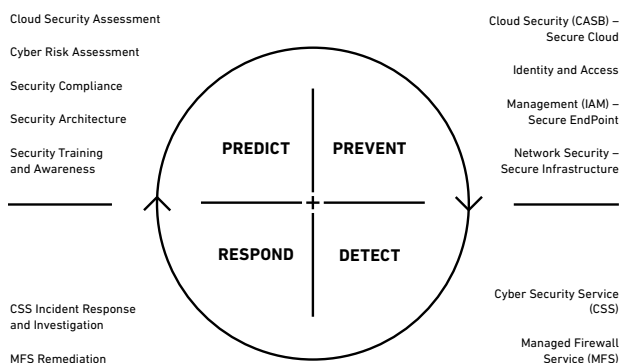 Cloud Security Assessment
Cyber Risk Assessment
Security Compliance
Security Architecture
Security Training
and Awareness
Cloud Security (CASB) –
Secure Cloud
Identity and Access
Management (IAM) –
Secure EndPoint
Network Security –
Secure Infrastructure
PREDICT
PREVENT
RESPOND
DETECT
CSS Incident Response
and Investigation
MFS Remediation
Cyber Security Service
(CSS)
Managed Firewall
Service (MFS)